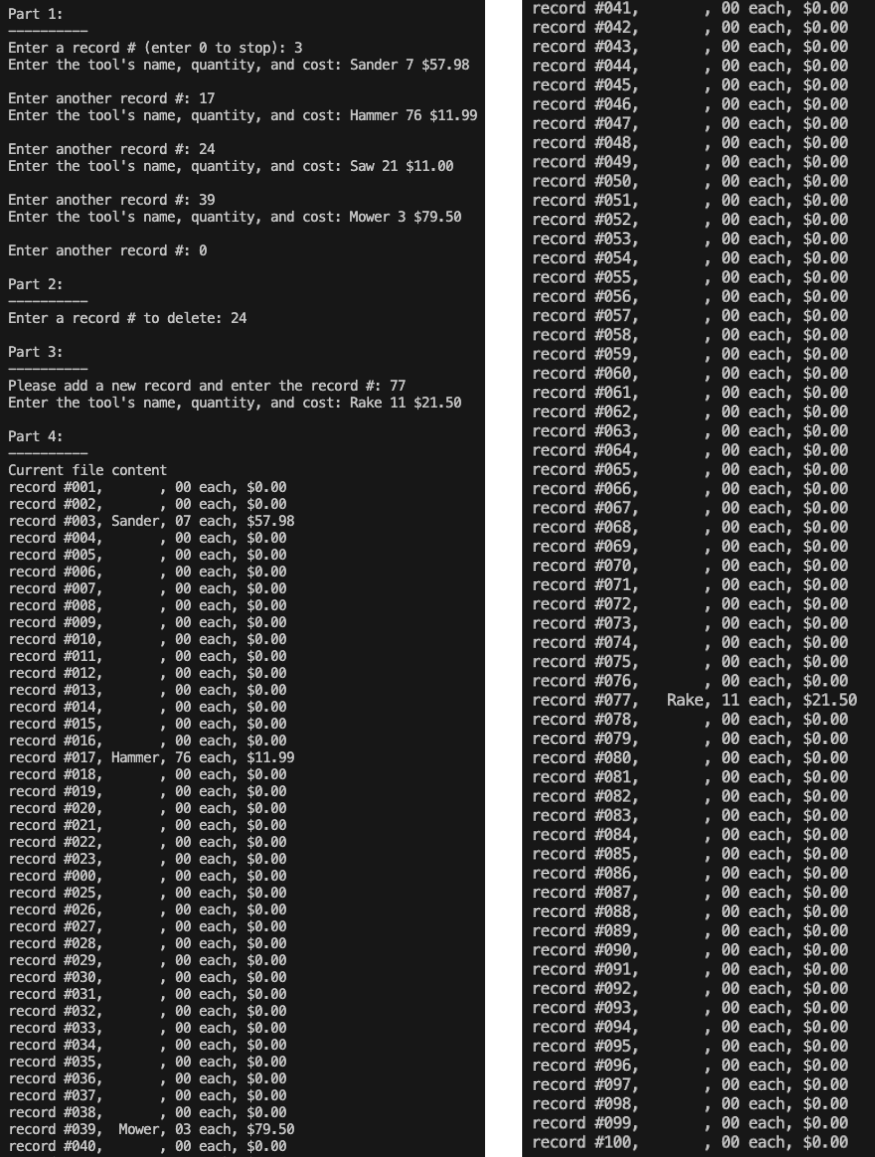 Part 1:
----------
Enter a record # (enter 0 to stop): 3
Enter the tool's name, quantity, and cost: Sander 7 $57.98
Enter another record #: 17
Enter the tool's name, quantity, and cost: Hammer 76 $11.99
Enter another record #: 24
Enter the tool's name, quantity, and cost: Saw 21 $11.00
Enter another record #: 39
Enter the tool's name, quantity, and cost: Mower 3 $79.50
Enter another record #: 0
Part 2:
----------
Enter a record # to delete: 24
Part 3:
----------
Please add a new record and enter the record #: 77
Enter the tool's name, quantity, and cost: Rake 11 $21.50
Part 4:
----------
Current file content
record #001,       , 00 each, $0.00
record #002,       , 00 each, $0.00
record #003, Sander, 07 each, $57.98
record #004,       , 00 each, $0.00
record #005,       , 00 each, $0.00
record #006,       , 00 each, $0.00
record #007,       , 00 each, $0.00
record #008,       , 00 each, $0.00
record #009,       , 00 each, $0.00
record #010,       , 00 each, $0.00
record #011,       , 00 each, $0.00
record #012,       , 00 each, $0.00
record #013,       , 00 each, $0.00
record #014,       , 00 each, $0.00
record #015,       , 00 each, $0.00
record #016,       , 00 each, $0.00
record #017, Hammer, 76 each, $11.99
record #018,       , 00 each, $0.00
record #019,       , 00 each, $0.00
record #020,       , 00 each, $0.00
record #021,       , 00 each, $0.00
record #022,       , 00 each, $0.00
record #023,       , 00 each, $0.00
record #000,       , 00 each, $0.00
record #025,       , 00 each, $0.00
record #026,       , 00 each, $0.00
record #027,       , 00 each, $0.00
record #028,       , 00 each, $0.00
record #029,       , 00 each, $0.00
record #030,       , 00 each, $0.00
record #031,       , 00 each, $0.00
record #032,       , 00 each, $0.00
record #033,       , 00 each, $0.00
record #034,       , 00 each, $0.00
record #035,       , 00 each, $0.00
record #036,       , 00 each, $0.00
record #037,       , 00 each, $0.00
record #038,       , 00 each, $0.00
record #039,  Mower, 03 each, $79.50
record #040,       , 00 each, $0.00
record #041,       , 00 each, $0.00
record #042,       , 00 each, $0.00
record #043,       , 00 each, $0.00
record #044,       , 00 each, $0.00
record #045,       , 00 each, $0.00
record #046,       , 00 each, $0.00
record #047,       , 00 each, $0.00
record #048,       , 00 each, $0.00
record #049,       , 00 each, $0.00
record #050,       , 00 each, $0.00
record #051,       , 00 each, $0.00
record #052,       , 00 each, $0.00
record #053,       , 00 each, $0.00
record #054,       , 00 each, $0.00
record #055,       , 00 each, $0.00
record #056,       , 00 each, $0.00
record #057,       , 00 each, $0.00
record #058,       , 00 each, $0.00
record #059,       , 00 each, $0.00
record #060,       , 00 each, $0.00
record #061,       , 00 each, $0.00
record #062,       , 00 each, $0.00
record #063,       , 00 each, $0.00
record #064,       , 00 each, $0.00
record #065,       , 00 each, $0.00
record #066,       , 00 each, $0.00
record #067,       , 00 each, $0.00
record #068,       , 00 each, $0.00
record #069,       , 00 each, $0.00
record #070,       , 00 each, $0.00
record #071,       , 00 each, $0.00
record #072,       , 00 each, $0.00
record #073,       , 00 each, $0.00
record #074,       , 00 each, $0.00
record #075,       , 00 each, $0.00
record #076,       , 00 each, $0.00
record #077,   Rake, 11 each, $21.50
record #078,       , 00 each, $0.00
record #079,       , 00 each, $0.00
record #080,       , 00 each, $0.00
record #081,       , 00 each, $0.00
record #082,       , 00 each, $0.00
record #083,       , 00 each, $0.00
record #084,       , 00 each, $0.00
record #085,       , 00 each, $0.00
record #086,       , 00 each, $0.00
record #087,       , 00 each, $0.00
record #088,       , 00 each, $0.00
record #089,       , 00 each, $0.00
record #090,       , 00 each, $0.00
record #091,       , 00 each, $0.00
record #092,       , 00 each, $0.00
record #093,       , 00 each, $0.00
record #094,       , 00 each, $0.00
record #095,       , 00 each, $0.00
record #096,       , 00 each, $0.00
record #097,       , 00 each, $0.00
record #098,       , 00 each, $0.00
record #099,       , 00 each, $0.00
record #100,       , 00 each, $0.00